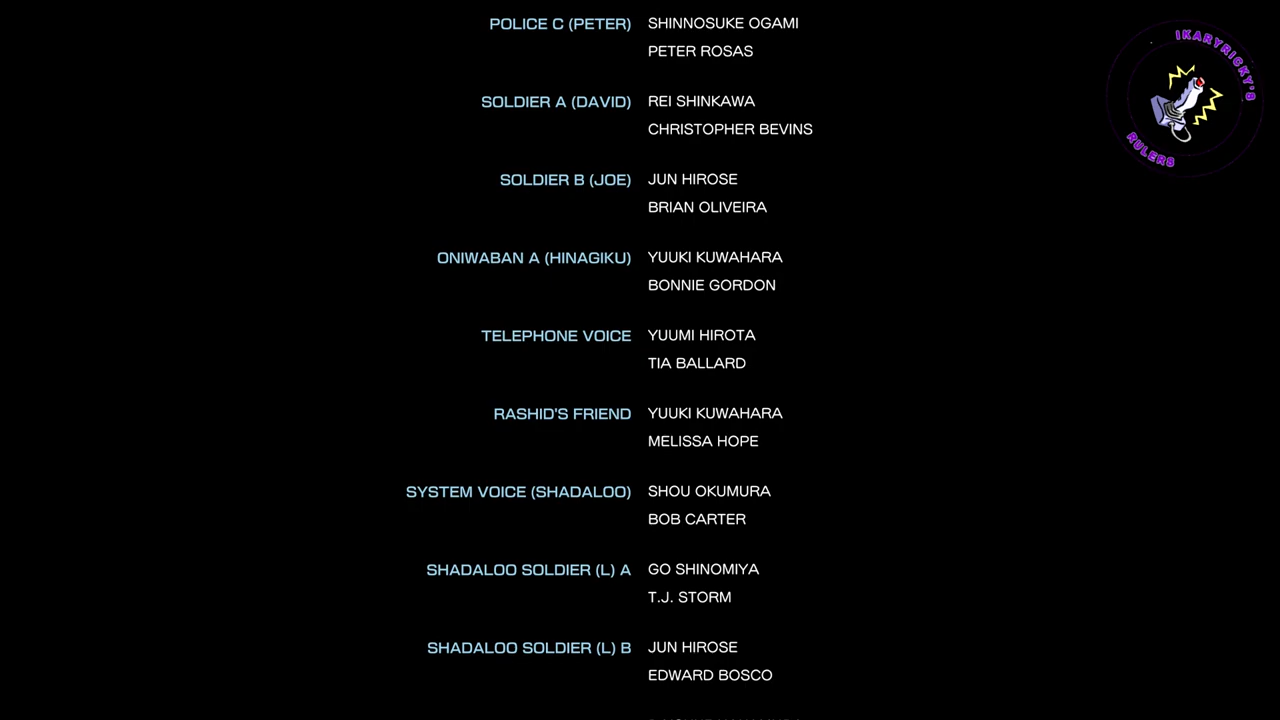 POLICE C (PETER) SHINNOSUKE OGAMI
PETER ROSAS
SOLDIER A (DAVID) REI SHINKAWA
CHRISTOPHER BEVINS
SOLDIER B (JOE) JUN HIROSE
BRIAN OLIVEIRA
ONIWABAN A (HINAGIKU) YUUKI KUWAHARA
BONNIE GORDON
TELEPHONE VOICE YUUMI HIROTA
TIA BALLARD
RASHID'S FRIEND YUUKI KUWAHARA
MELISSA HOPE
SYSTEM VOICE (SHADALOO) SHOU OKUMURA
BOB CARTER
SHADALOO SOLDIER (L) A GO SHINOMIYA
T.J. STORM
SHADALOO SOLDIER (L) B JUN HIROSE
EDWARD BOSCO
IKARYRICKY'S
RULERS